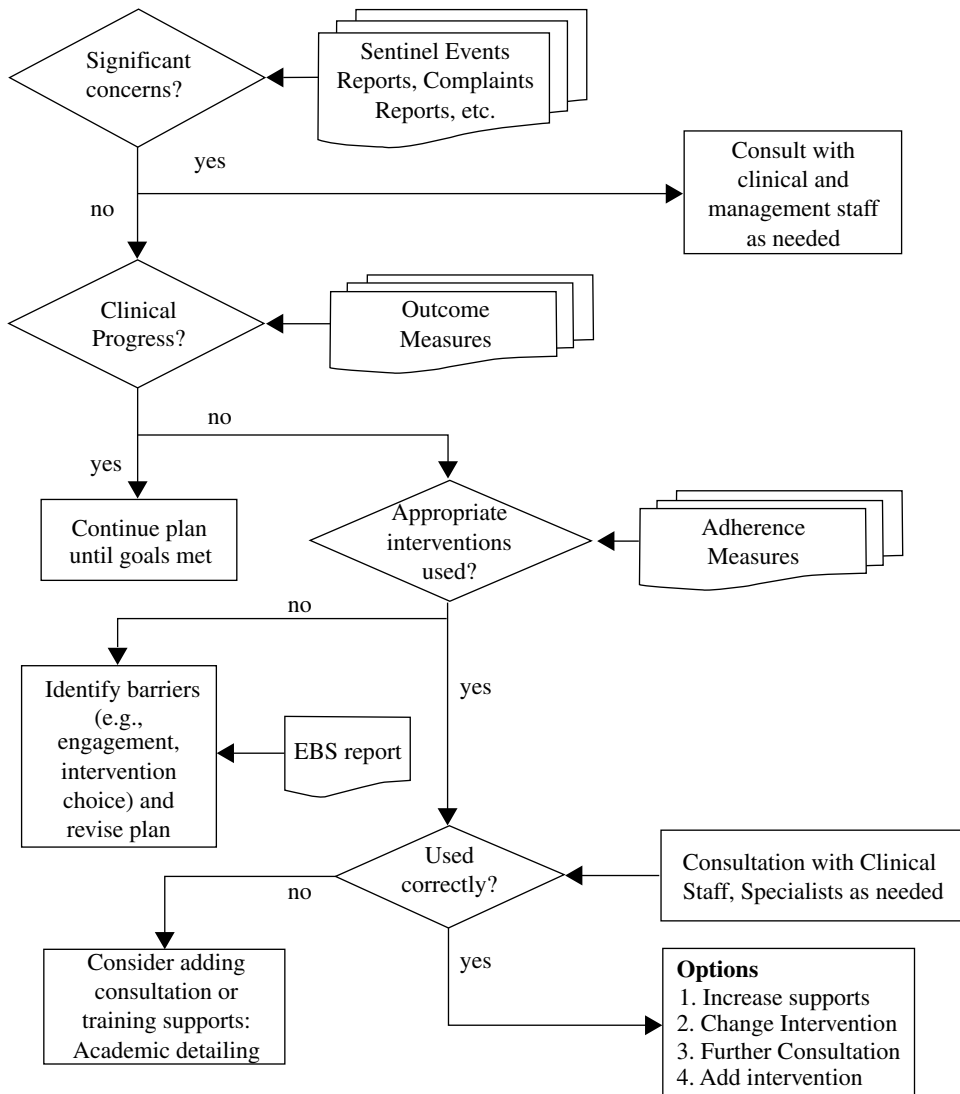 Significant
concerns?
Sentinel Events
Reports, Complaints
Reports, etc.
yes
no
Consult with
clinical and
management staff
as needed
Clinical
Progress?
Outcome
Measures
no
yes
Continue plan
until goals met
Appropriate
interventions
used?
Adherence
Measures
no
yes
Identify barriers
(e.g.,
engagement,
intervention
choice) and
revise plan
EBS report
Used
correctly?
Consultation with Clinical
Staff, Specialists as needed
no
yes
Consider adding
consultation or
training supports:
Academic detailing
Options
1. Increase supports
2. Change Intervention
3. Further Consultation
4. Add intervention